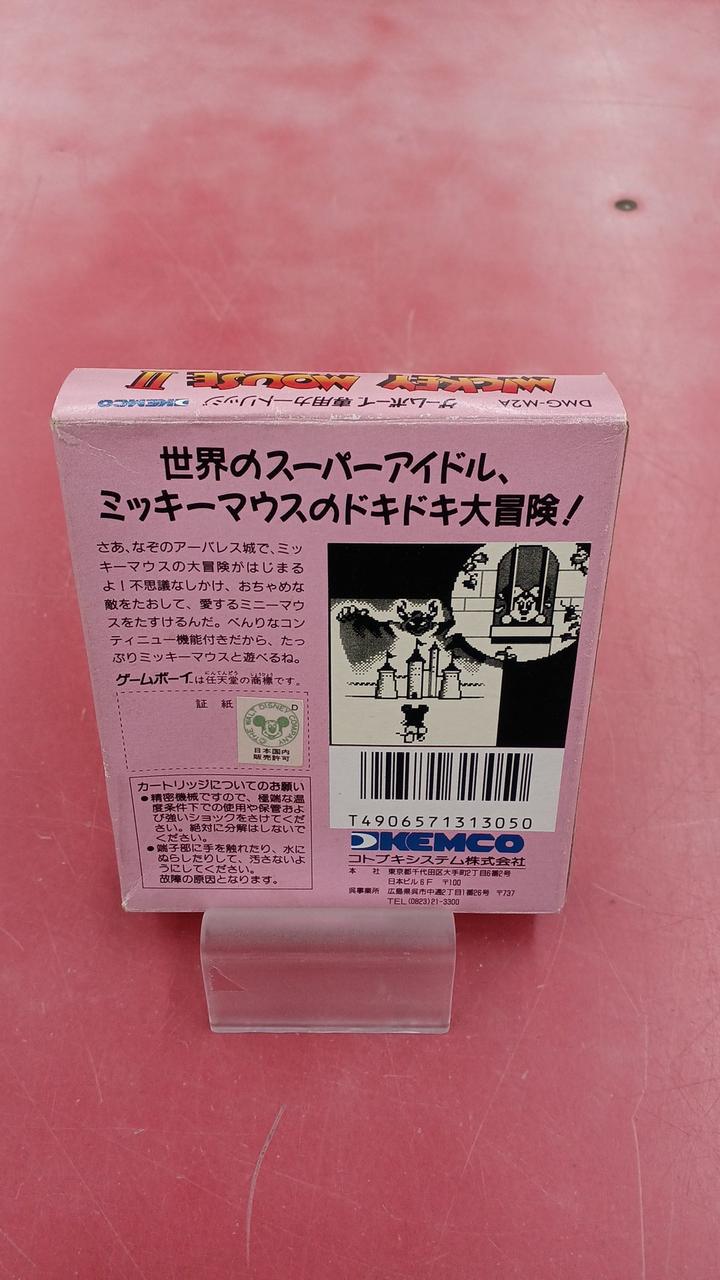 MICKEY MOUSE II
DMG-M2A
ゲームボーイ専用カートリッジ
KEMCO
世界のスーパーアイドル、
ミッキーマウスのドキドキ大冒険!
さあ、なぞのアーバレス城で、ミッ
キーマウスの大冒険がはじまる
よ!不思議なしかけ、おちゃめな
敵をたおして、愛するミニーマウ
スをたすけるんだ。べんりなコン
ティニュー機能付きだから、たっ
ぷりミッキーマウスと遊べるね。
ゲームボーイは任天堂の商標です。
にんてんどう
しょうひょう
証紙
D
©THE WALT DISNEY COMPANY
日本国内
販売許可
カートリッジについてのお願い
●精密機械ですので、極端な温
度条件下での使用や保管およ
び強いショックをさけてくだ
さい。絶対に分解はしないで
ください。
●端子部に手を触れたり、水に
ぬらしたりして、汚さないよ
うにしてください。
故障の原因となります。
T4906571313050
KEMCO
コトブキシステム株式会社
本社 東京都千代田区大手町2丁目6番2号
日本ビル6F 〒100
呉事業所 広島県呉市中通2丁目1番26号 〒737
TEL(0823)21-3300